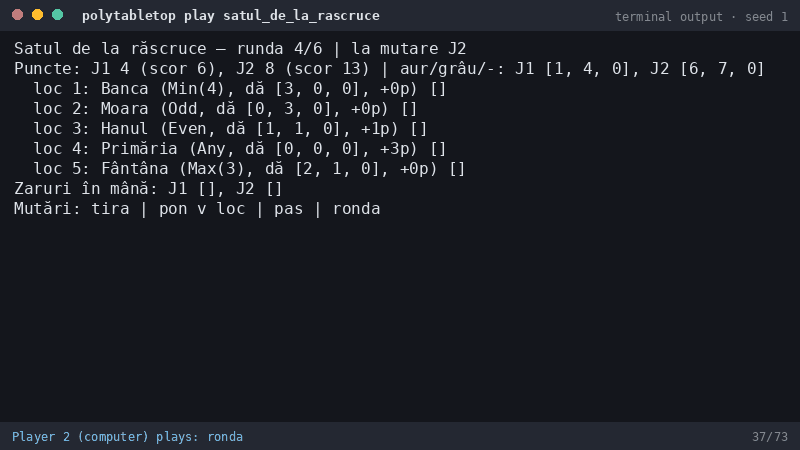 polytabletop play satul_de_la_rascruce
terminal output · seed 1
Satul de la răscruce — runda 4/6 | la mutare J2
Puncte: J1 4 (scor 6), J2 8 (scor 13) | aur/grâu/-: J1 [1, 4, 0], J2 [6, 7, 0]
loc 1: Banca (Min(4), dă [3, 0, 0], +0p) []
loc 2: Moara (Odd, dă [0, 3, 0], +0p) []
loc 3: Hanul (Even, dă [1, 1, 0], +1p) []
loc 4: Primăria (Any, dă [0, 0, 0], +3p) []
loc 5: Fântâna (Max(3), dă [2, 1, 0], +0p) []
Zaruri în mână: J1 [], J2 []
Mutări: tira | pon v loc | pas | ronda
Player 2 (computer) plays: ronda
37/73